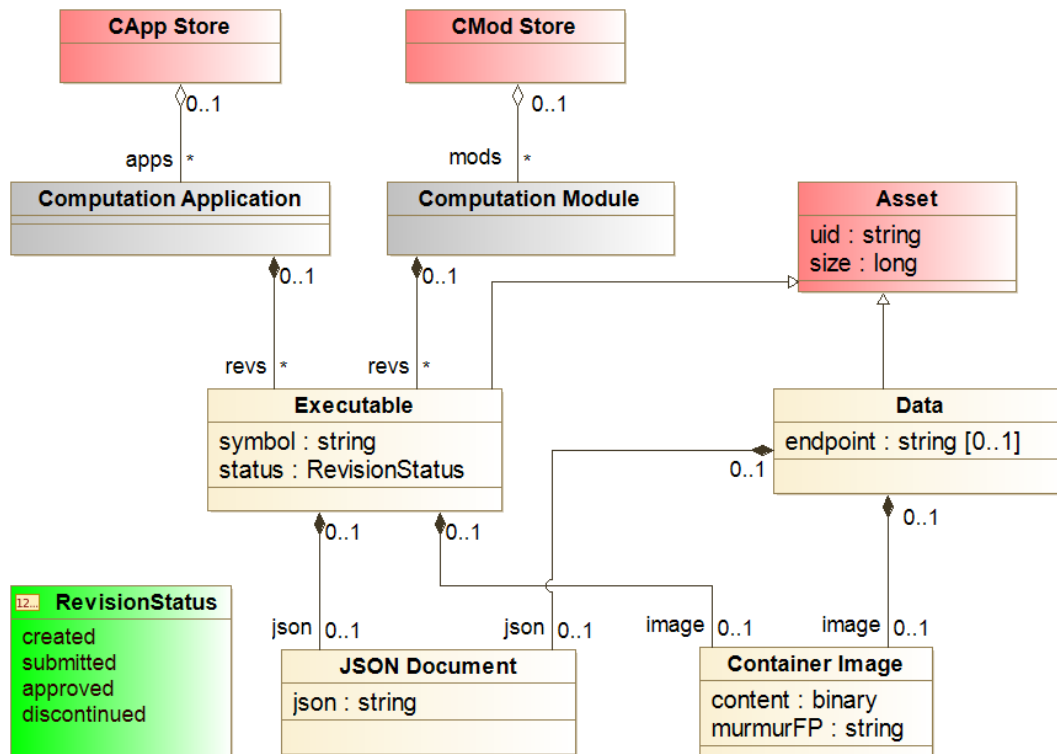 CApp Store
CMod Store
0..1
0..1
apps *
mods *
Computation Application
Computation Module
Asset
uid : string
size : long
0..1
0..1
revs *
revs *
Executable
symbol : string
status : RevisionStatus
Data
endpoint : string [0..1]
0..1
0..1
0..1
0..1
12... RevisionStatus
created
submitted
approved
discontinued
json 0..1
json 0..1
image 0..1
image 0..1
JSON Document
json : string
Container Image
content : binary
murmurFP : string